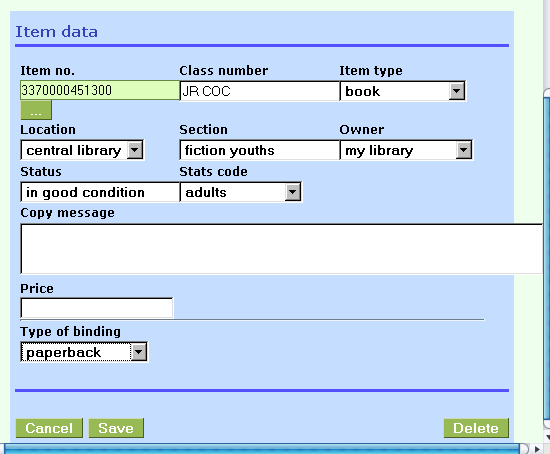 Item data
Item no. Class number Item type
3370000451300 JR COC book
...
Location Section Owner
central library fiction youths my library
Status Stats code
in good condition adults
Copy message
Price
Type of binding
paperback
Cancel Save Delete